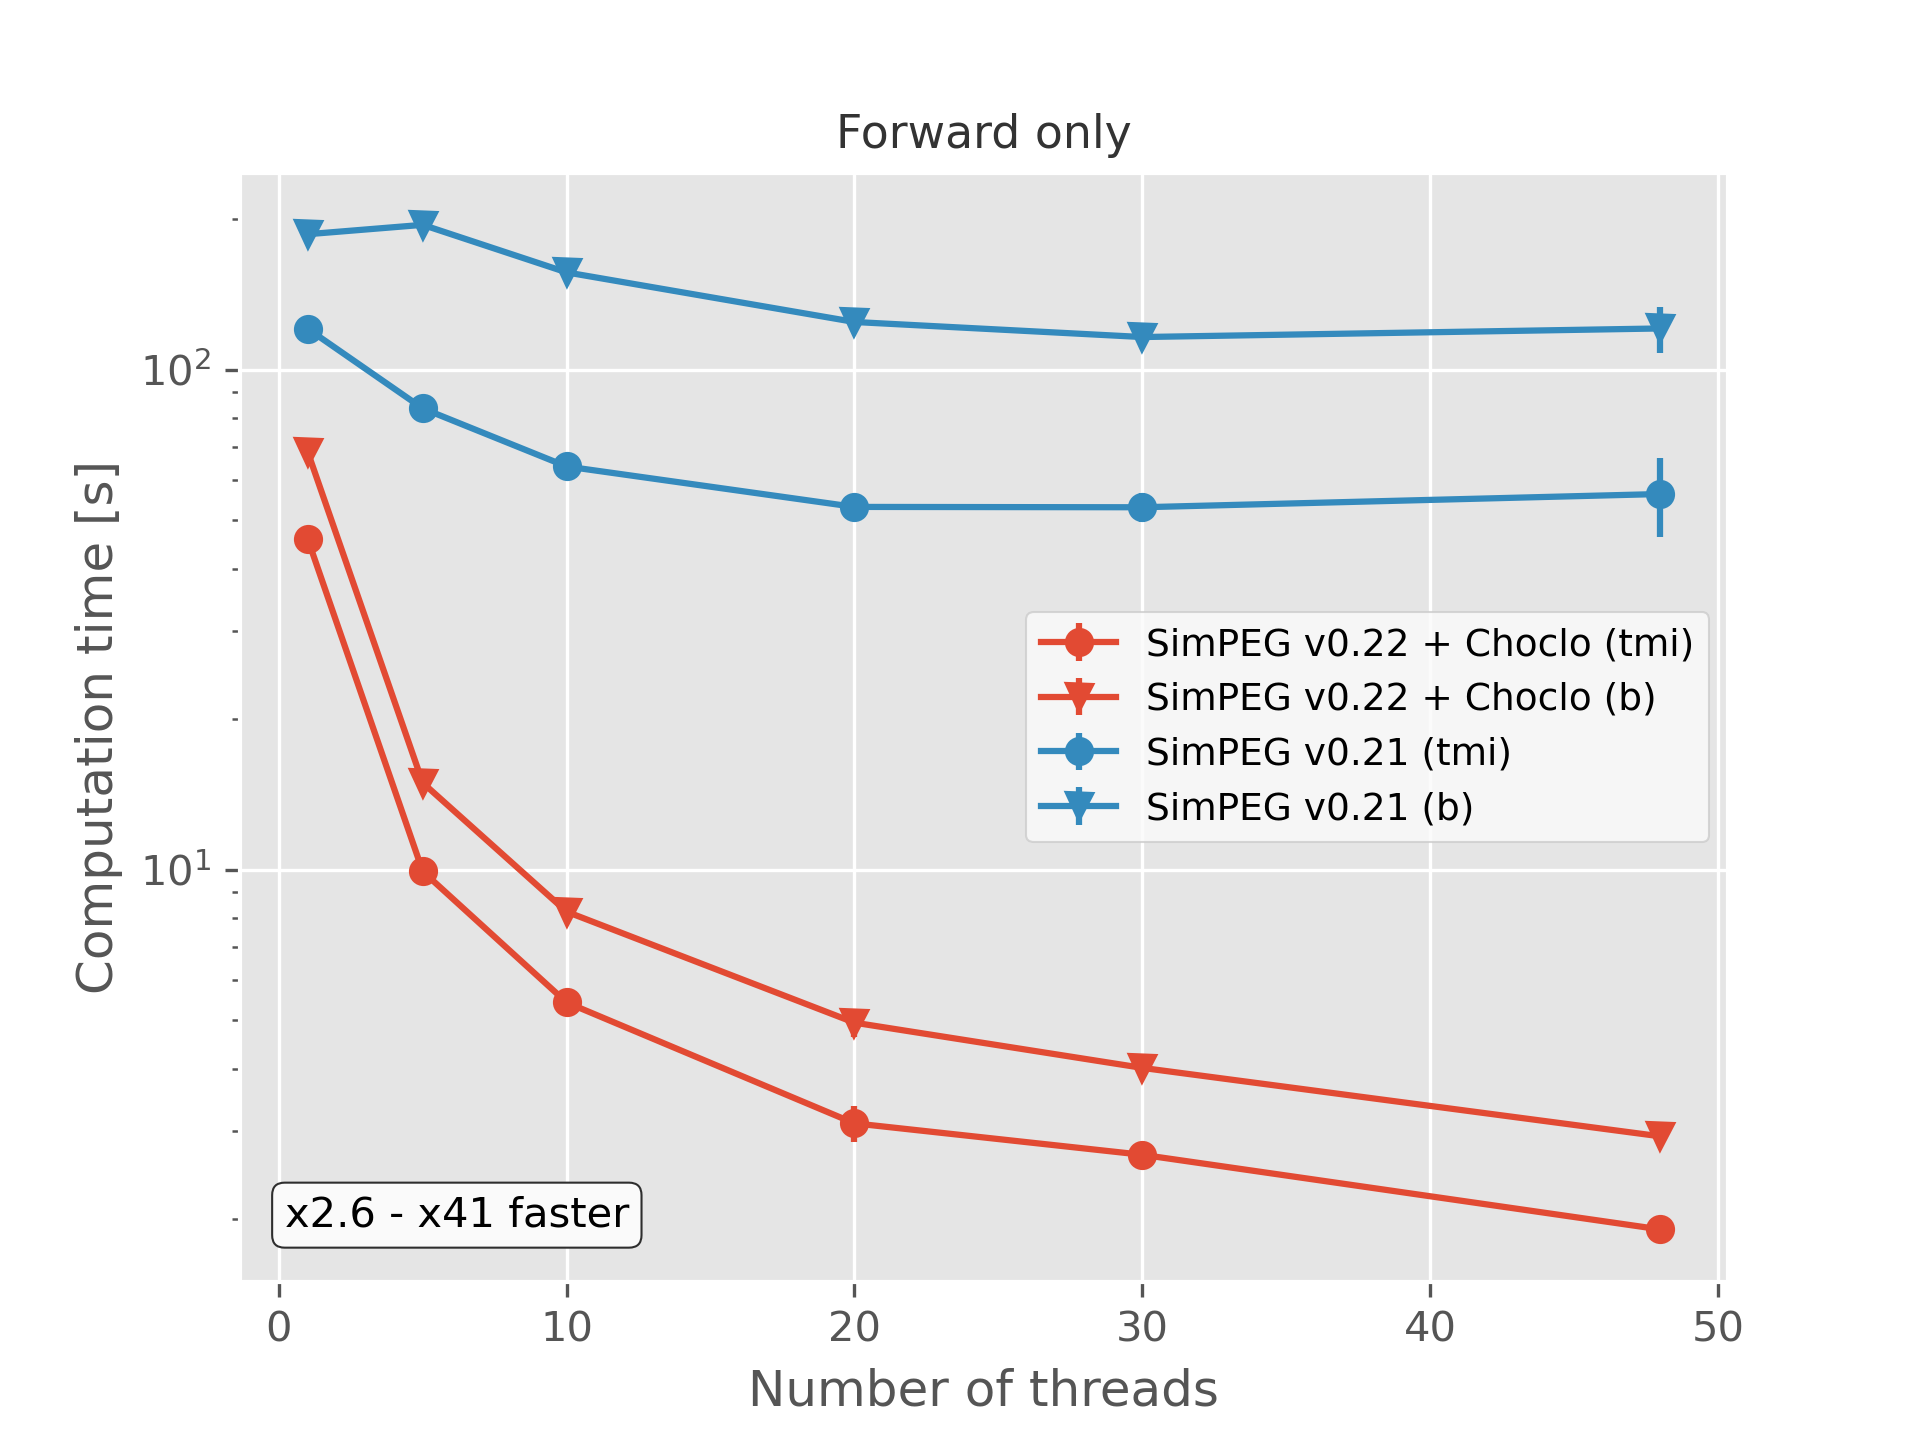 Forward only
Computation time [s]
10²
10¹
SimPEG v0.22 + Choclo (tmi)
SimPEG v0.22 + Choclo (b)
SimPEG v0.21 (tmi)
SimPEG v0.21 (b)
x2.6 - x41 faster
0 10 20 30 40 50
Number of threads